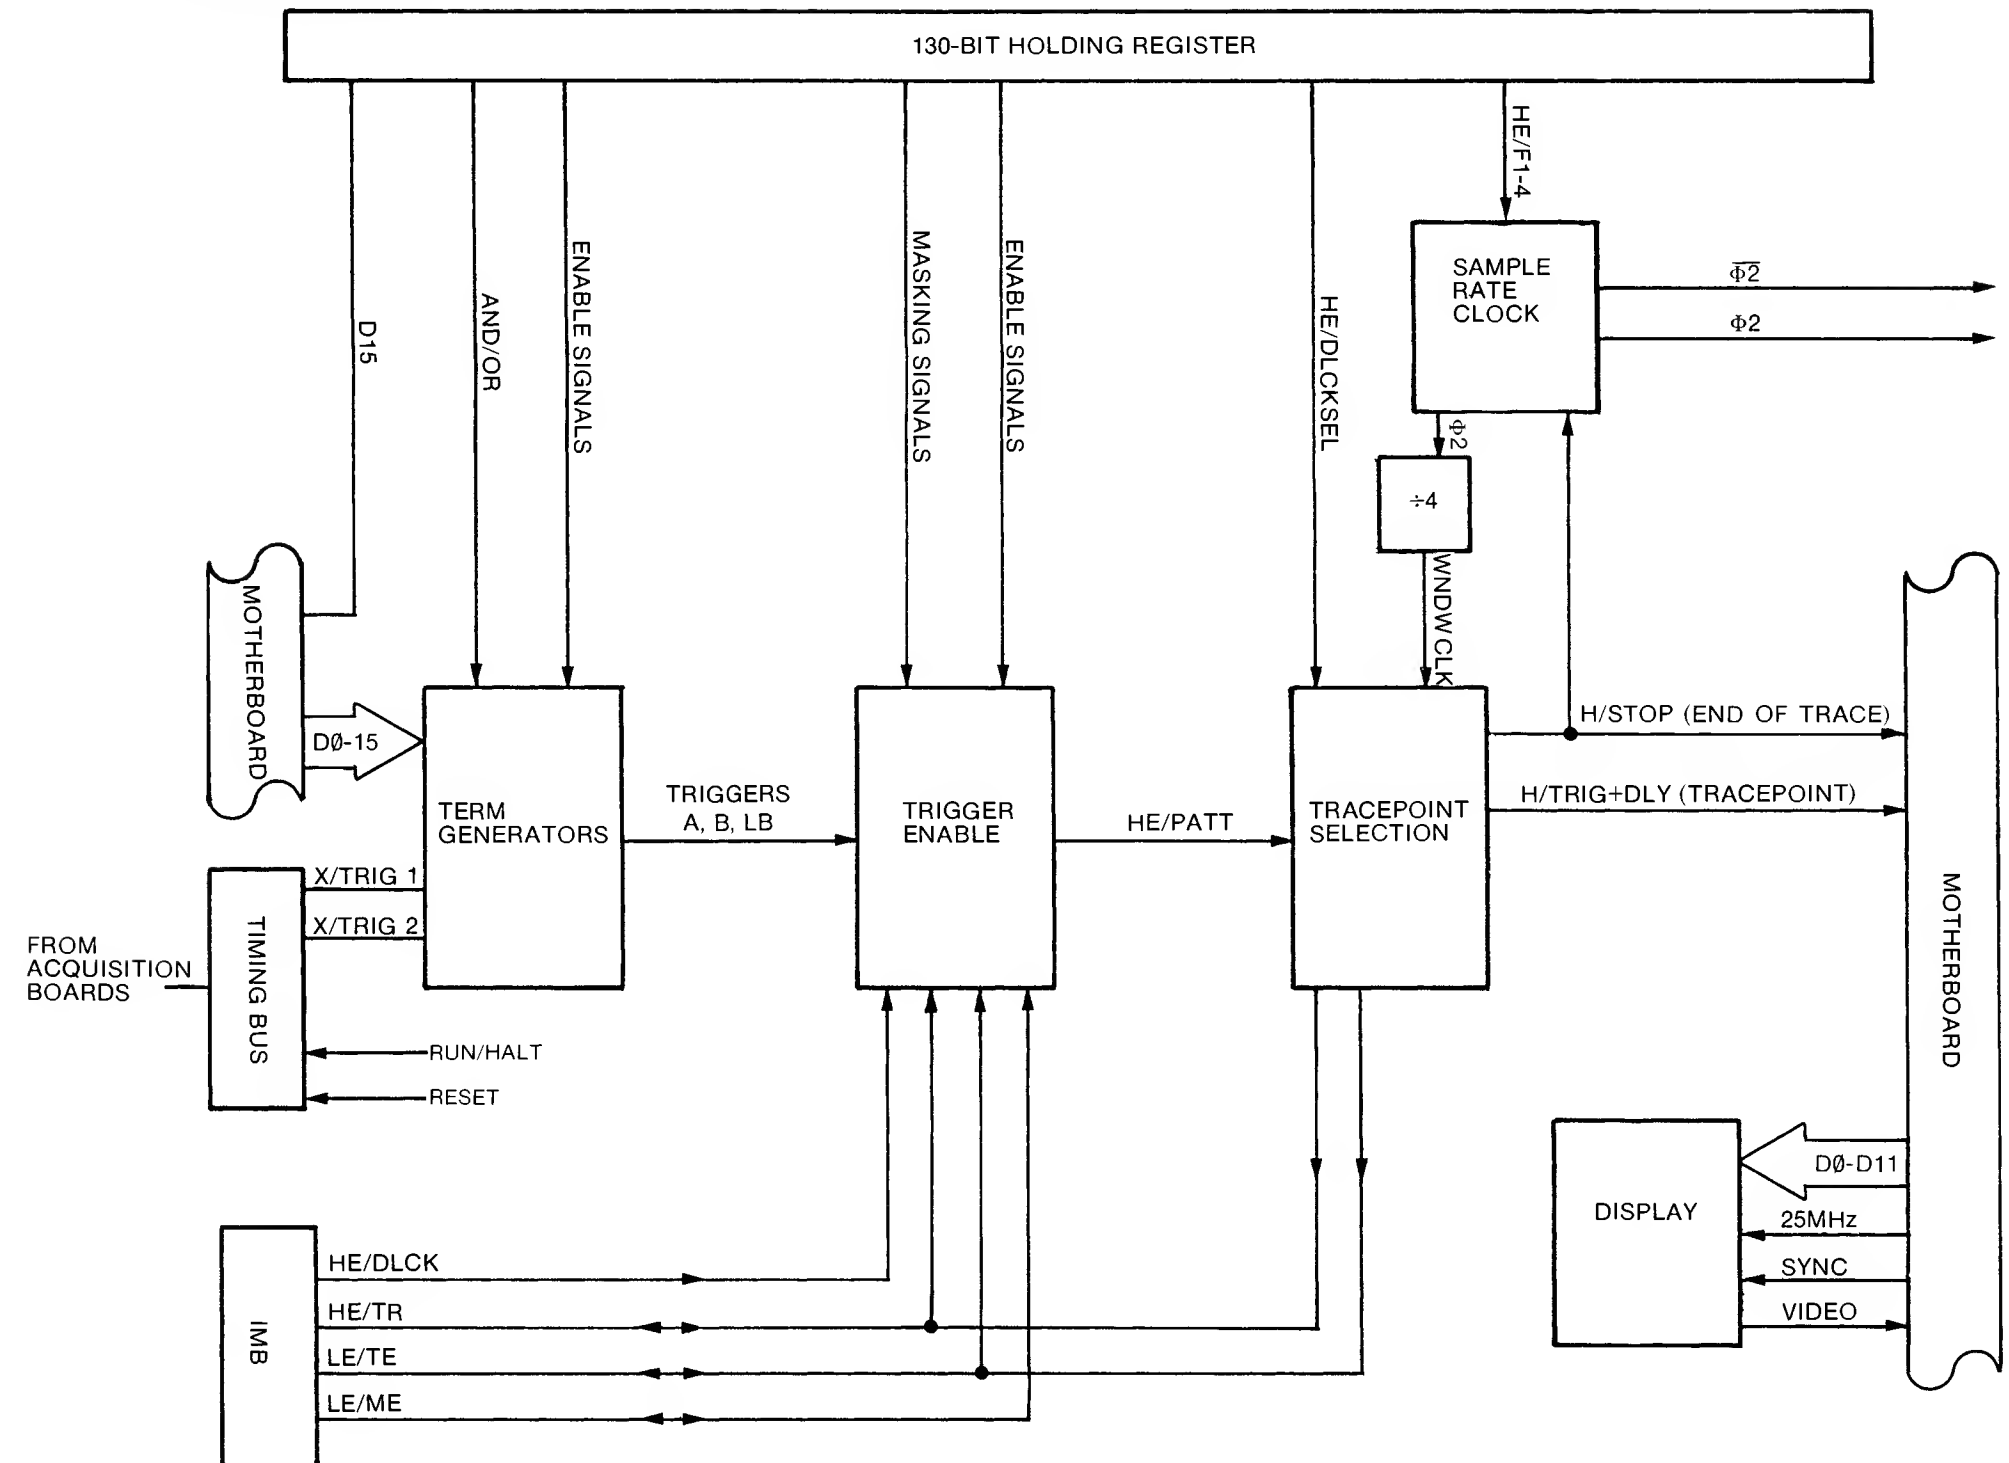 130-BIT HOLDING REGISTER
HE/F1-4
D15
AND/OR
ENABLE SIGNALS
MASKING SIGNALS
ENABLE SIGNALS
HE/DLCKSEL
SAMPLE
RATE
CLOCK
Φ2̅
Φ2
Φ2
÷4
WNDWCLK
MOTHERBOARD
DØ-15
TERM
GENERATORS
TRIGGERS
A, B, LB
TRIGGER
ENABLE
HE/PATT
TRACEPOINT
SELECTION
H/STOP (END OF TRACE)
H/TRIG+DLY (TRACEPOINT)
MOTHERBOARD
X/TRIG 1
X/TRIG 2
FROM
ACQUISITION
BOARDS
TIMING BUS
RUN/HALT
RESET
DISPLAY
DØ-D11
25MHz
SYNC
VIDEO
IMB
HE/DLCK
HE/TR
LE/TE
LE/ME